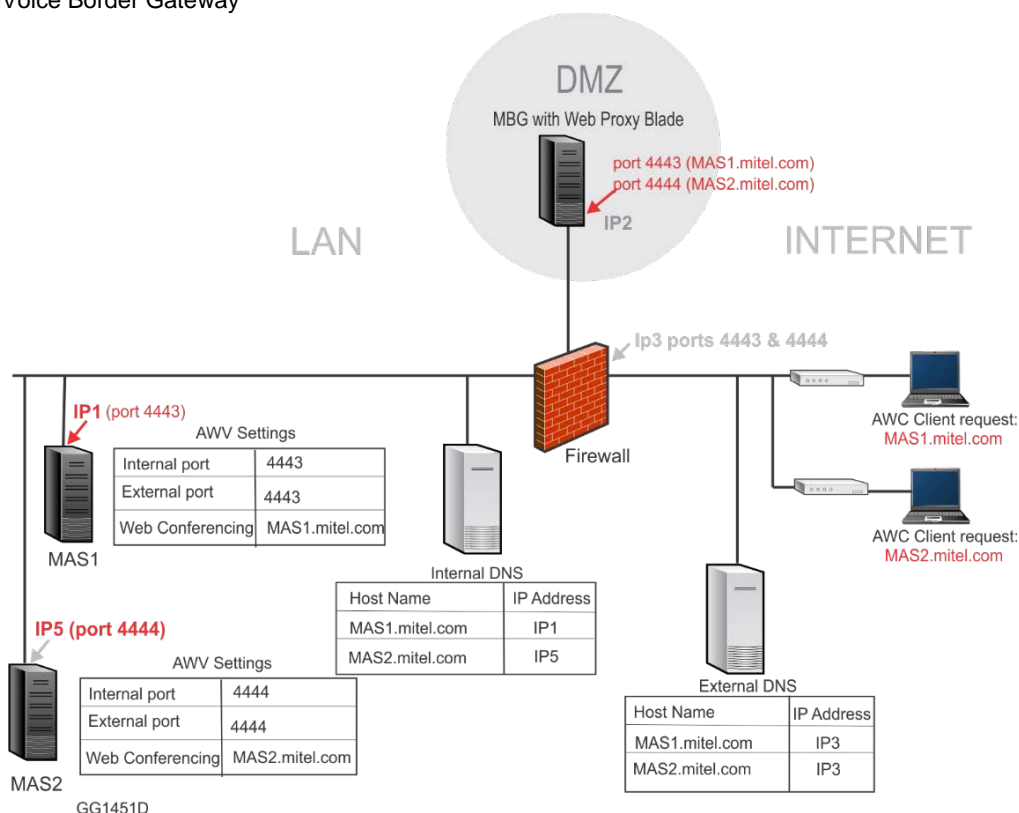 Voice Border Gateway
DMZ
MBG with Web Proxy Blade
port 4443 (MAS1.mitel.com)
port 4444 (MAS2.mitel.com)
IP2
LAN
INTERNET
Ip3 ports 4443 & 4444
Firewall
AWC Client request:
MAS1.mitel.com
AWC Client request:
MAS2.mitel.com
IP1 (port 4443)
AWV Settings
Internal port 4443
External port 4443
Web Conferencing MAS1.mitel.com
MAS1
Internal DNS
Host Name IP Address
MAS1.mitel.com IP1
MAS2.mitel.com IP5
IP5 (port 4444)
AWV Settings
Internal port 4444
External port 4444
Web Conferencing MAS2.mitel.com
MAS2
External DNS
Host Name IP Address
MAS1.mitel.com IP3
MAS2.mitel.com IP3
GG1451D